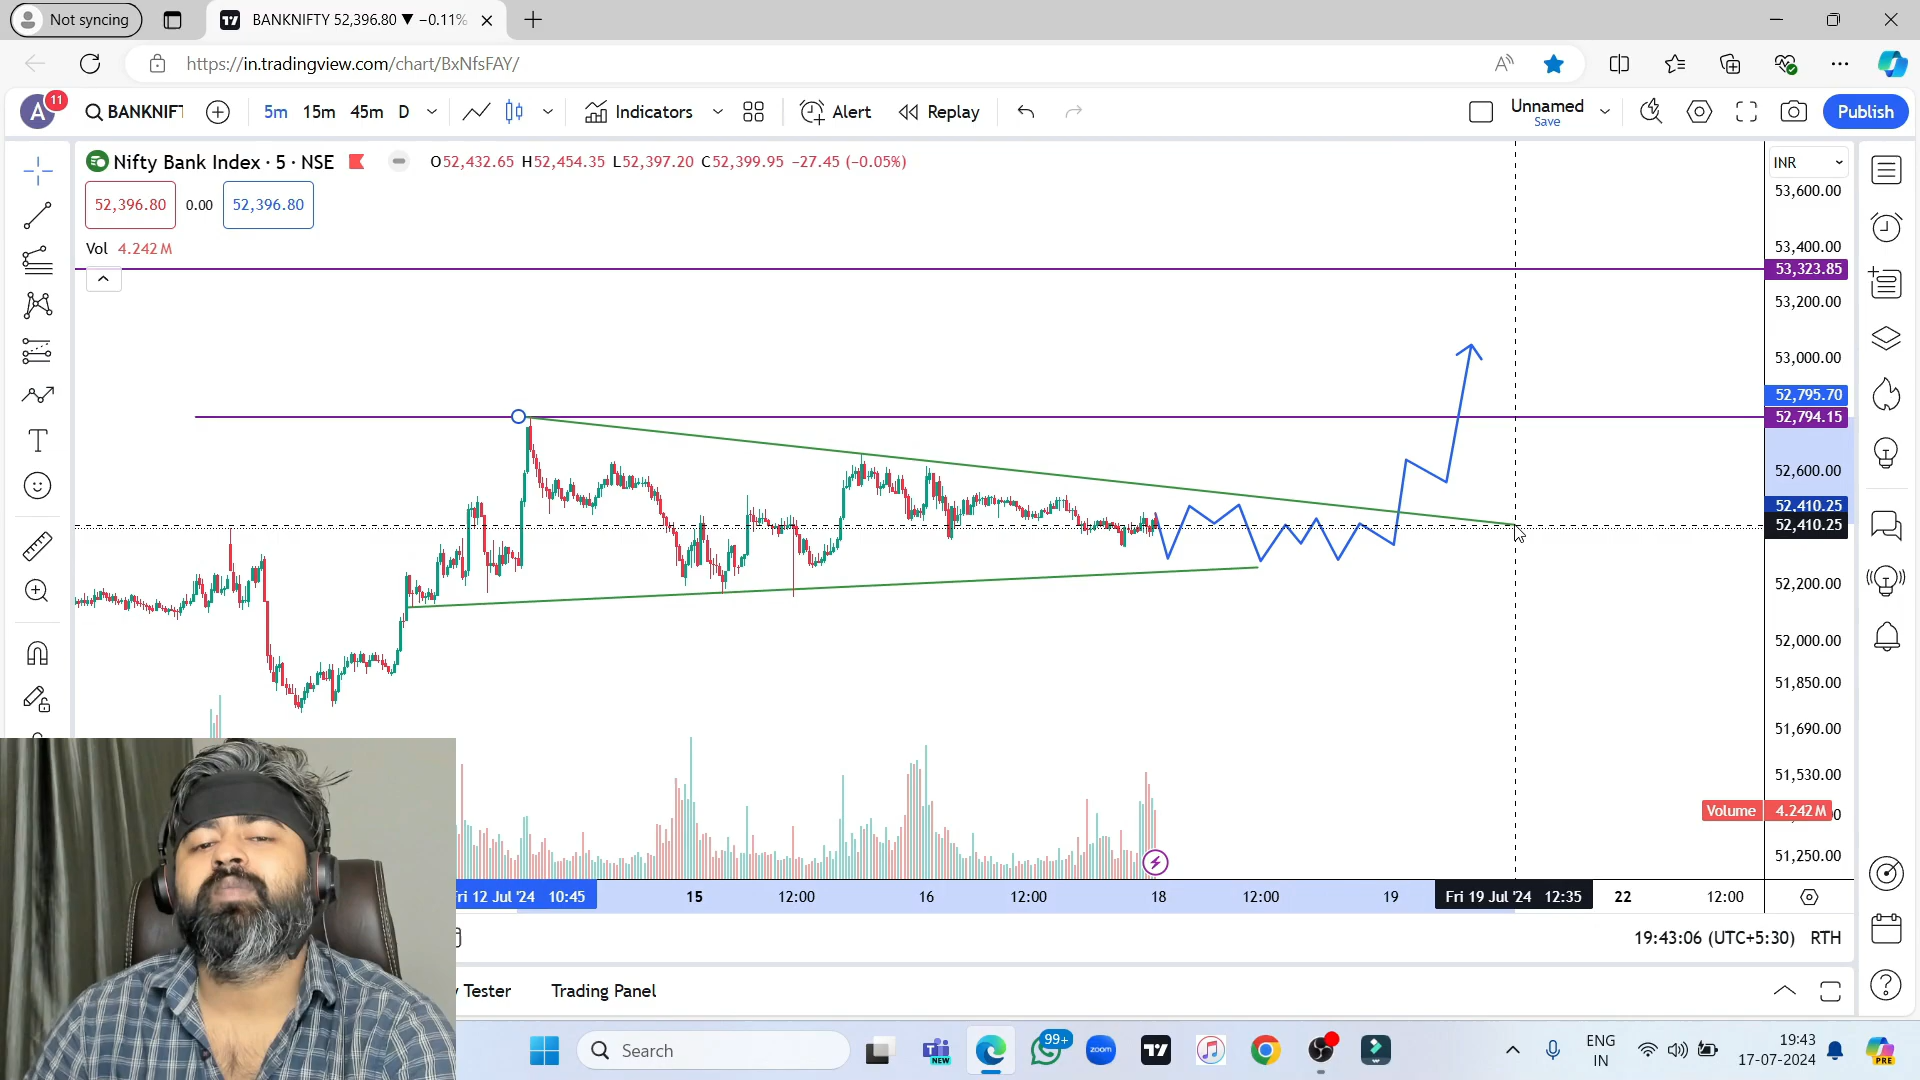 Not syncing
BANKNIFTY 52,396.80 ▼ −0.11%
https://in.tradingview.com/chart/BxNfsFAY/
A 11
BANKNIFT
5m 15m 45m D
Indicators
Alert
Replay
Unnamed
Save
Publish
Nifty Bank Index · 5 · NSE
O52,432.65 H52,454.35 L52,397.20 C52,399.95 −27.45 (−0.05%)
INR
52,396.80 0.00 52,396.80
Vol 4.242 M
53,600.00
53,400.00
53,323.85
53,200.00
53,000.00
52,795.70
52,794.15
52,600.00
52,410.25
52,410.25
52,200.00
52,000.00
51,850.00
51,690.00
51,530.00
Volume 4.242 M
51,250.00
Fri 12 Jul '24 10:45
15 12:00 16 12:00 18 12:00 19
Fri 19 Jul '24 12:35
22 12:00
19:43:06 (UTC+5:30) RTH
Tester Trading Panel
Search
NEW
99+
zoom
ENG
IN
19:43
17-07-2024
PRE